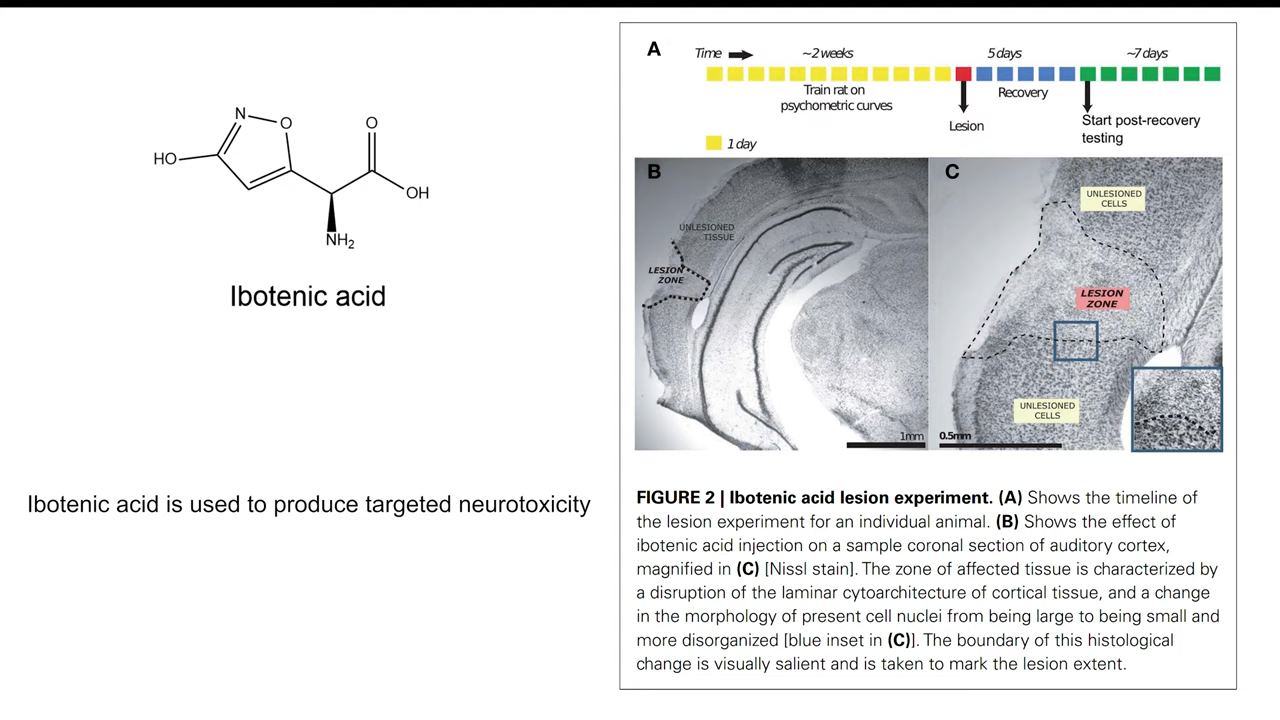 N
O
O
HO
OH
NH2
Ibotenic acid
Ibotenic acid is used to produce targeted neurotoxicity
A
Time
~2 weeks
5 days
~7 days
Train rat on
psychometric curves
Recovery
Lesion
Start post-recovery
testing
1 day
B
UNLESIONED
TISSUE
LESION
ZONE
1mm
C
UNLESIONED
CELLS
LESION
ZONE
UNLESIONED
CELLS
0.5mm
FIGURE 2 | Ibotenic acid lesion experiment. (A) Shows the timeline of
the lesion experiment for an individual animal. (B) Shows the effect of
ibotenic acid injection on a sample coronal section of auditory cortex,
magnified in (C) [Nissl stain]. The zone of affected tissue is characterized by
a disruption of the laminar cytoarchitecture of cortical tissue, and a change
in the morphology of present cell nuclei from being large to being small and
more disorganized [blue inset in (C)]. The boundary of this histological
change is visually salient and is taken to mark the lesion extent.